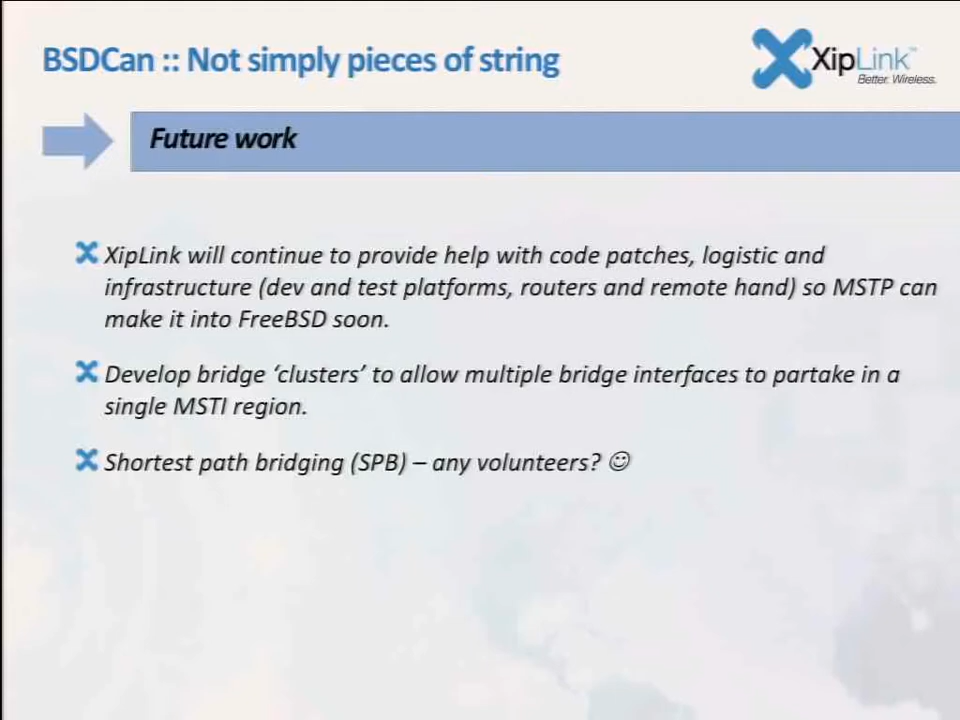 BSDCan :: Not simply pieces of string
XipLink™
Better. Wireless.
Future work
XipLink will continue to provide help with code patches, logistic and
infrastructure (dev and test platforms, routers and remote hand) so MSTP can
make it into FreeBSD soon.
Develop bridge ‘clusters’ to allow multiple bridge interfaces to partake in a
single MSTI region.
Shortest path bridging (SPB) – any volunteers? ☺